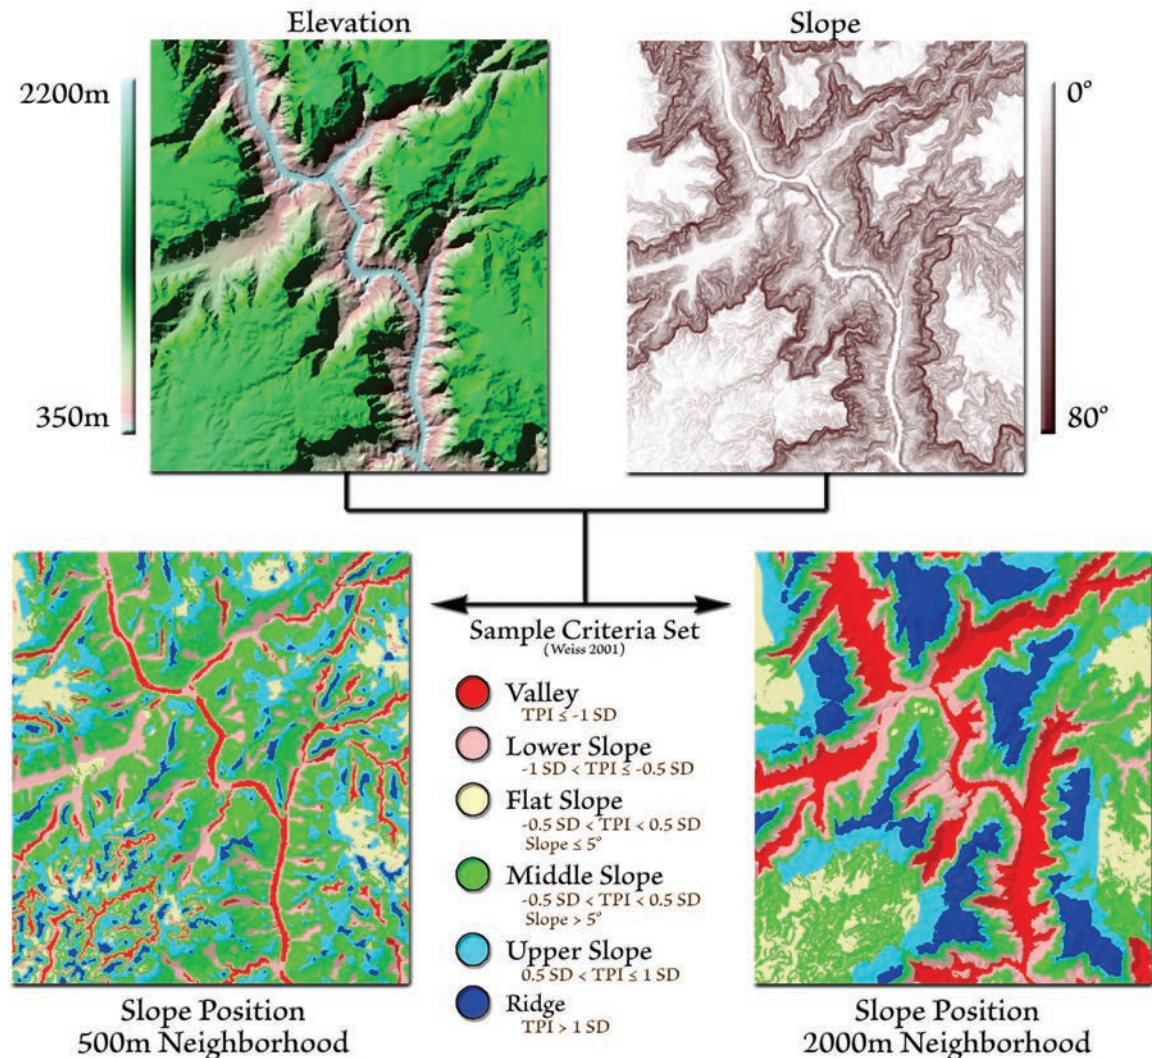 Elevation
Slope
2200m
350m
0°
80°
Sample Criteria Set
(Weiss 2001)
Valley
TPI ≤ -1 SD
Lower Slope
-1 SD < TPI ≤ -0.5 SD
Flat Slope
-0.5 SD < TPI < 0.5 SD
Slope ≤ 5°
Middle Slope
-0.5 SD < TPI < 0.5 SD
Slope > 5°
Upper Slope
0.5 SD < TPI ≤ 1 SD
Ridge
TPI > 1 SD
Slope Position
500m Neighborhood
Slope Position
2000m Neighborhood